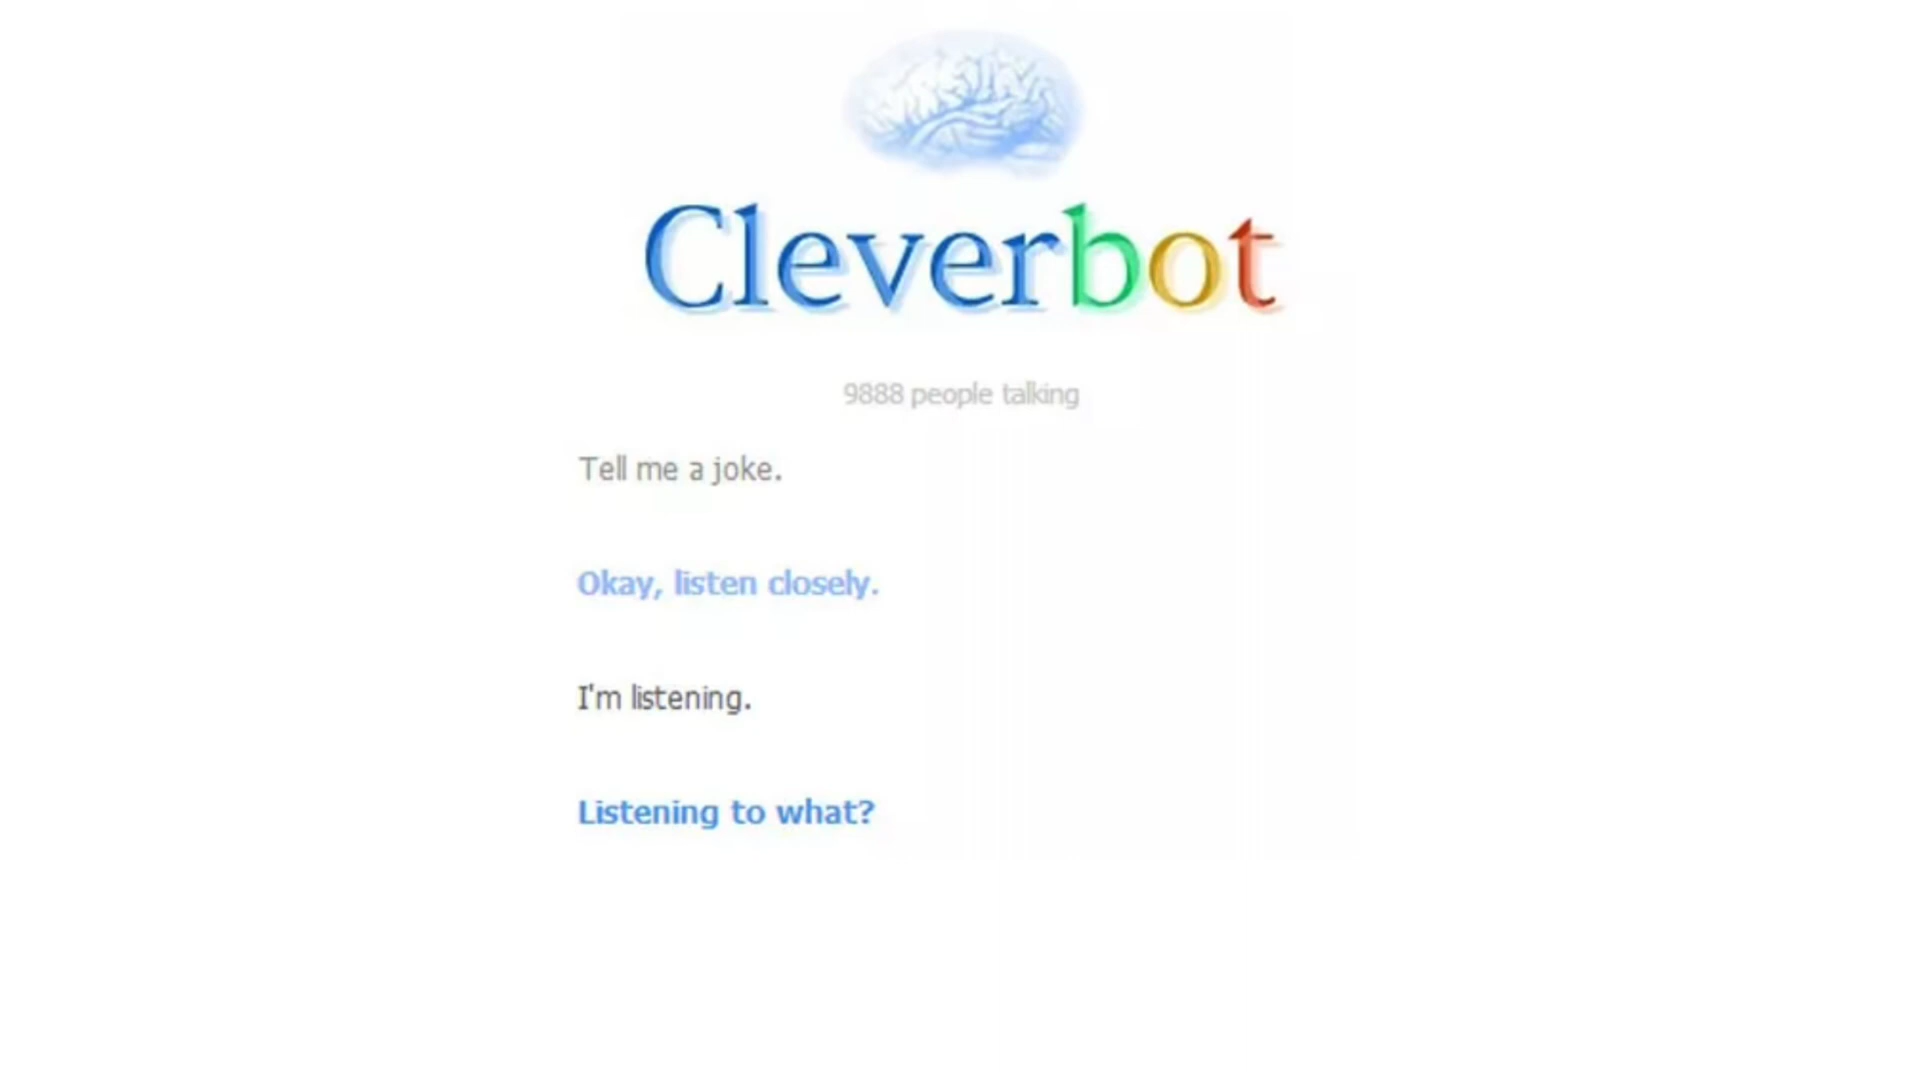 Cleverbot
9888 people talking
Tell me a joke.
Okay, listen closely.
I'm listening.
Listening to what?